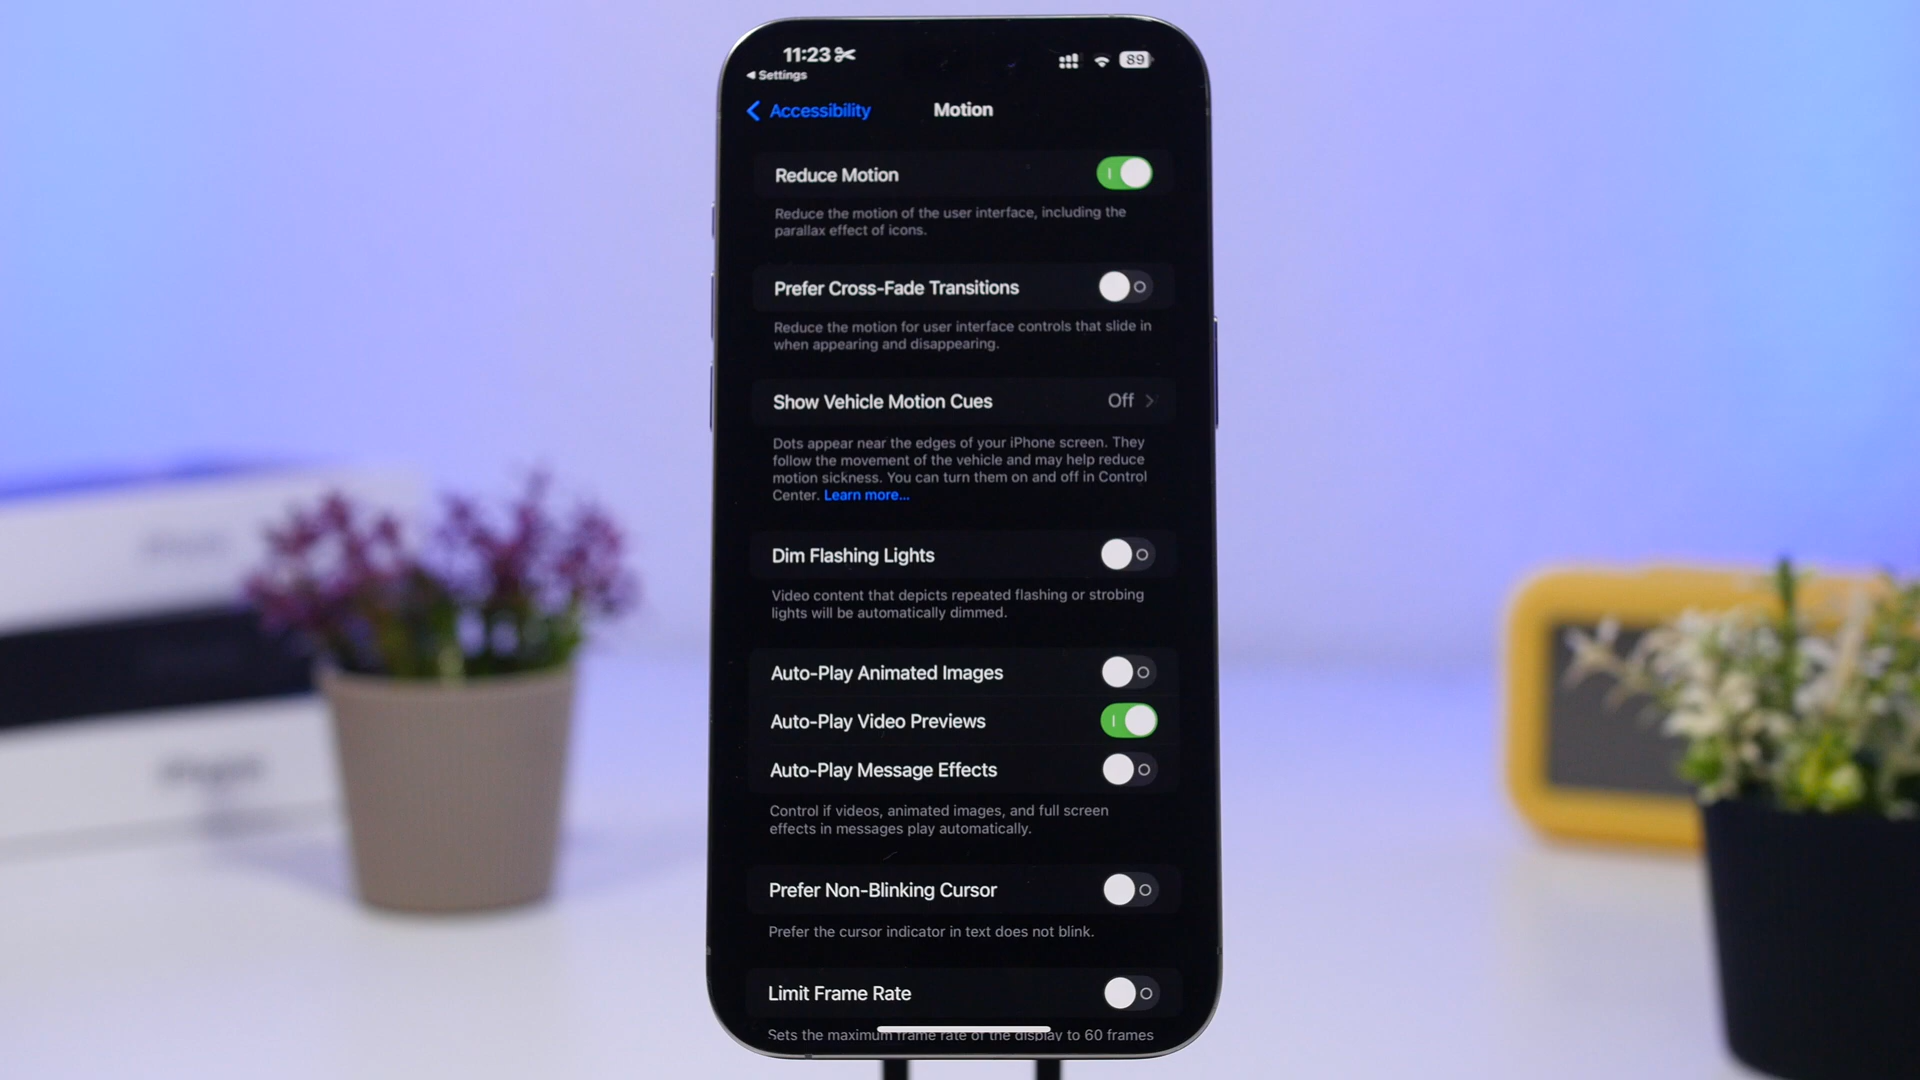 11:23
89
Settings
Accessibility
Motion
Reduce Motion
Reduce the motion of the user interface, including the
parallax effect of icons.
Prefer Cross-Fade Transitions
Reduce the motion for user interface controls that slide in
when appearing and disappearing.
Show Vehicle Motion Cues
Off
Dots appear near the edges of your iPhone screen. They
follow the movement of the vehicle and may help reduce
motion sickness. You can turn them on and off in Control
Center. Learn more...
Dim Flashing Lights
Video content that depicts repeated flashing or strobing
lights will be automatically dimmed.
Auto-Play Animated Images
Auto-Play Video Previews
Auto-Play Message Effects
Control if videos, animated images, and full screen
effects in messages play automatically.
Prefer Non-Blinking Cursor
Prefer the cursor indicator in text does not blink.
Limit Frame Rate
Sets the maximum frame rate of the display to 60 frames